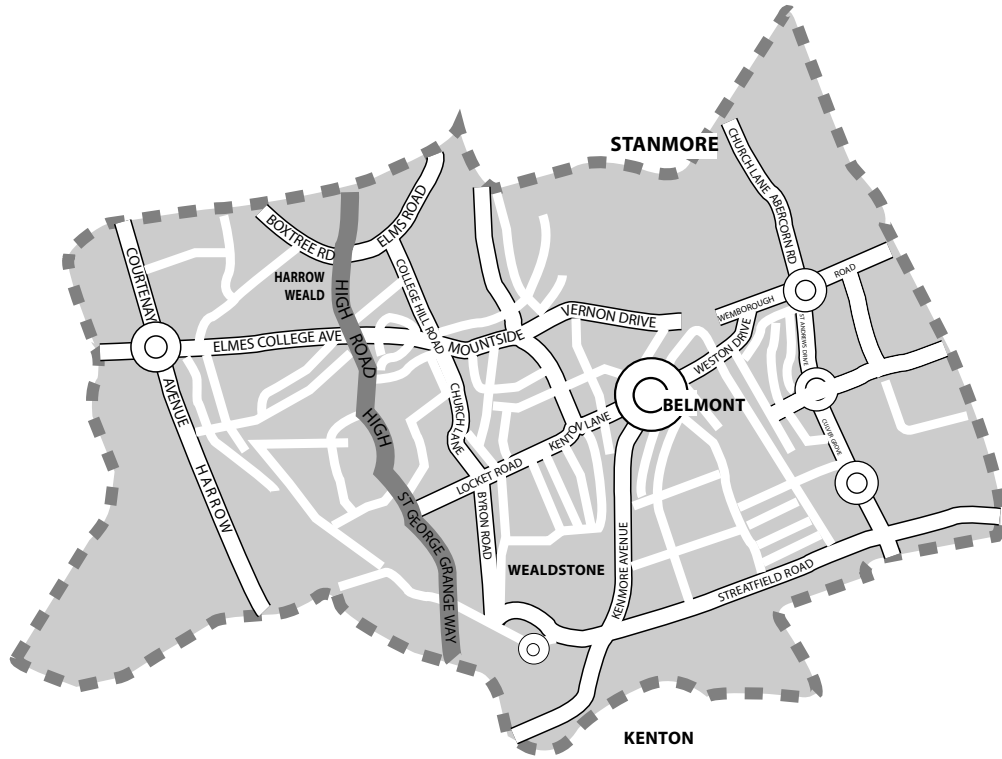 STANMORE
CHURCH LANE
ABERCORN RD
BOXTREE RD
ELMS ROAD
HARROW
WEALD
COURTENAY
AVENUE
HARROW
HIGH ROAD
HIGH
ST GEORGE GRANGE WAY
COLLEGE HILL ROAD
ELMES COLLEGE AVE
MOUNTSIDE
VERNON DRIVE
WEMBOROUGH
ROAD
ST ANDREWS DRIVE
WESTON DRIVE
BELMONT
CHURCH LANE
KENTON LANE
LOCKET ROAD
CULVER GROVE
BYRON ROAD
WEALDSTONE
KENMORE AVENUE
STREATFIELD ROAD
KENTON